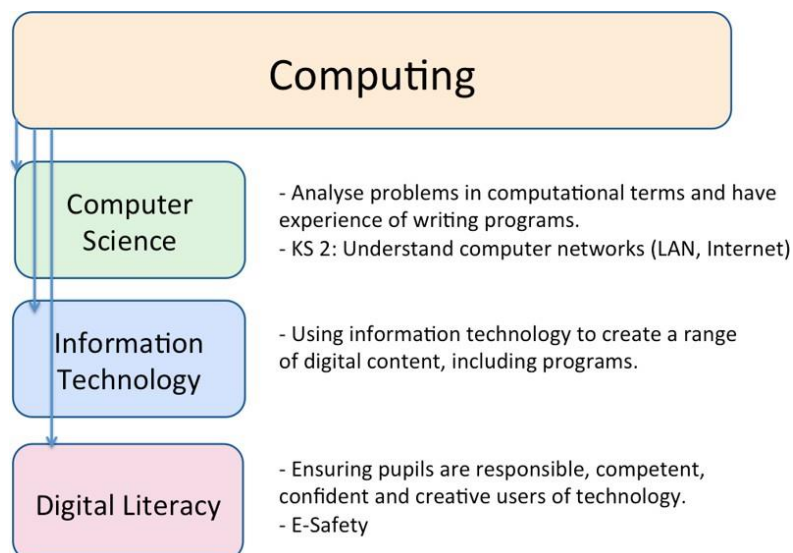 Computing
Computer
Science
- Analyse problems in computational terms and have
experience of writing programs.
- KS 2: Understand computer networks (LAN, Internet)
Information
Technology
- Using information technology to create a range
of digital content, including programs.
Digital Literacy
- Ensuring pupils are responsible, competent,
confident and creative users of technology.
- E-Safety